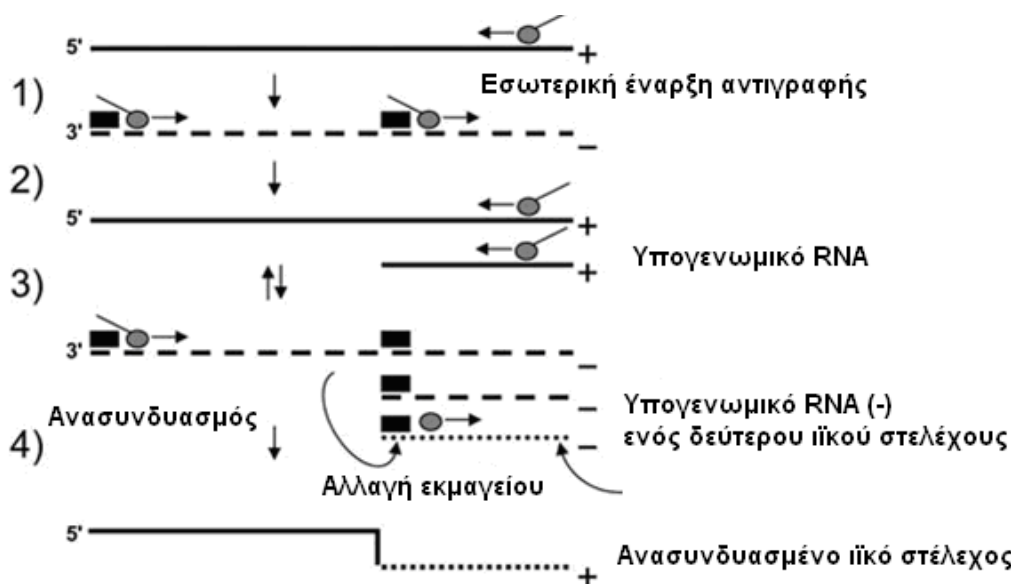 5' +
1) Εσωτερική έναρξη αντιγραφής
3' −
2)
5' +
+ Υπογενωμικό RNA
3)
3' −
− Υπογενωμικό RNA (-)
Ανασυνδυασμός
ενός δεύτερου ιϊκού στελέχους
−
4)
Αλλαγή εκμαγείου
5'
Ανασυνδυασμένο ιϊκό στέλεχος
+